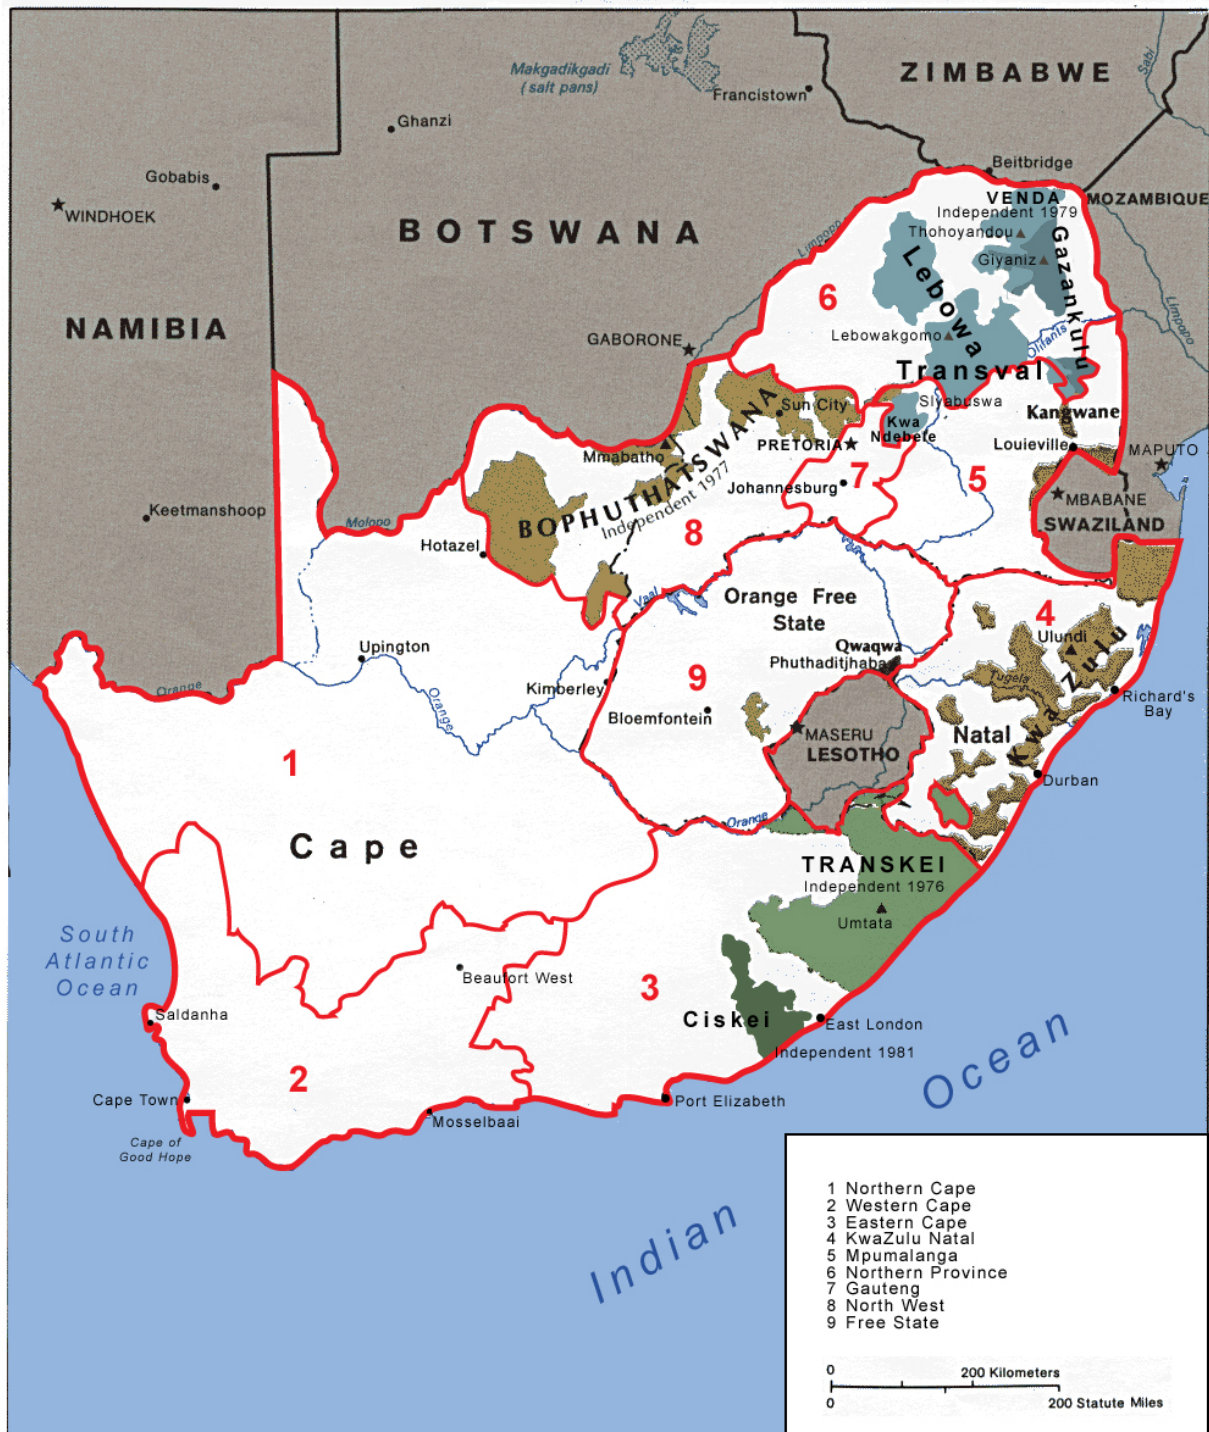 Makgadikgadi
( salt pans)
ZIMBABWE
Sabi
Francistown
Ghanzi
Beitbridge
Gobabis
WINDHOEK
VENDA
MOZAMBIQUE
Independent 1979
Thohoyandou
BOTSWANA
Limpopo
Giyaniz
Gazankulu
Lebowa
6
Limpopo
NAMIBIA
GABORONE
Lebowakgomo
Olifants
Transval
Sun City
Siyabuswa
Kangwane
Kwa
Ndebele
PRETORIA
Louieville
MAPUTO
Mmabatho
BOPHUTHATSWANA
Independent 1977
7
5
Johannesburg
MBABANE
Keetmanshoop
Molopo
SWAZILAND
8
Hotazel
Vaal
Orange Free
State
4
Ulundi
Upington
Qwaqwa
Phuthaditjhaba
Kwa Zulu
Orange
Kimberley
9
Tugela
Orange
Richard's
Bay
Bloemfontein
MASERU
LESOTHO
Natal
1
Durban
Orange
Cape
TRANSKEI
Independent 1976
Umtata
South
Atlantic
Ocean
Beaufort West
3
Saldanha
Ciskei
East London
Independent 1981
2
Cape Town
Port Elizabeth
Mosselbaai
Cape of
Good Hope
Indian Ocean
1 Northern Cape
2 Western Cape
3 Eastern Cape
4 KwaZulu Natal
5 Mpumalanga
6 Northern Province
7 Gauteng
8 North West
9 Free State
0 200 Kilometers
0 200 Statute Miles